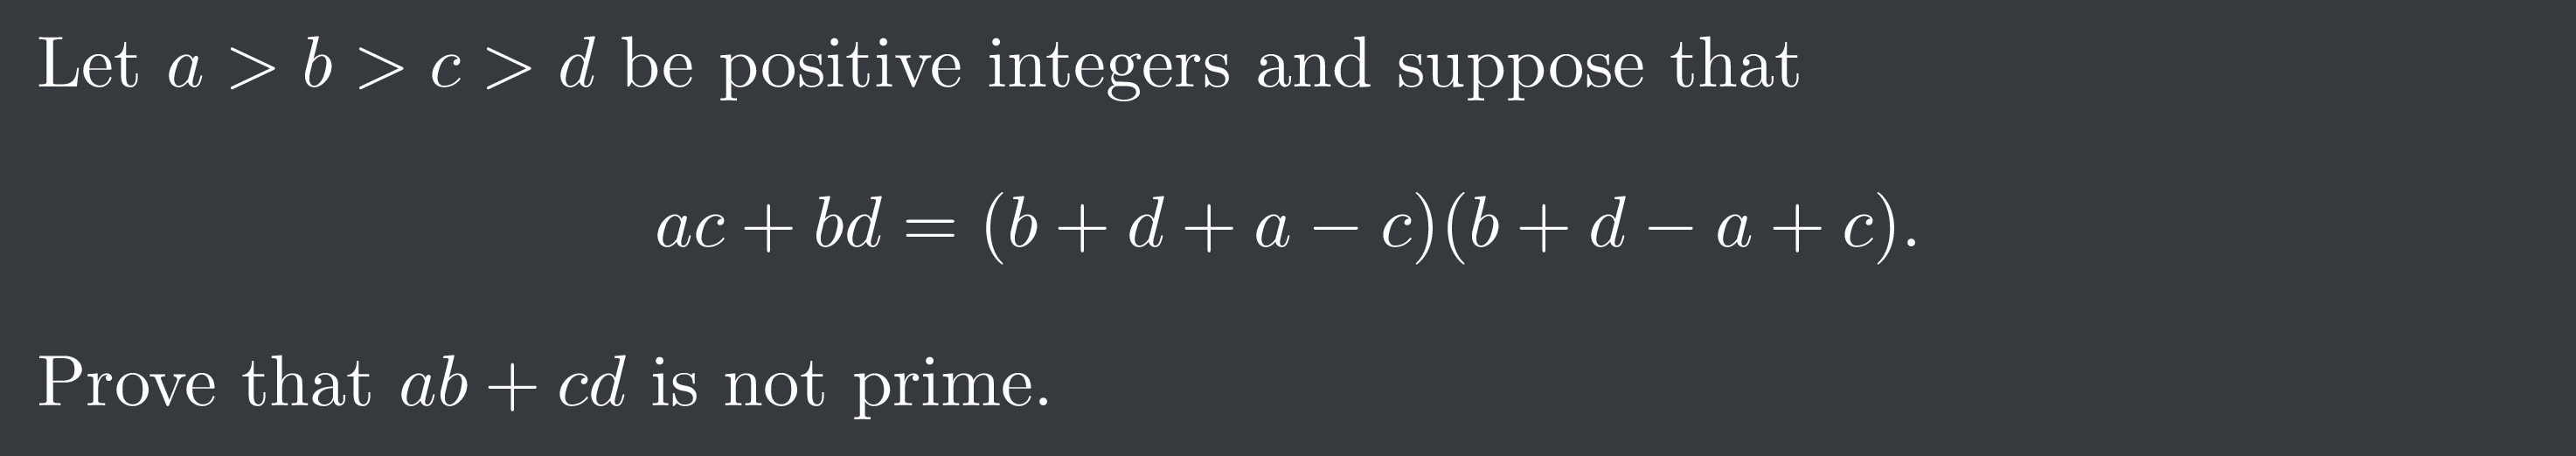 Let a > b > c > d be positive integers and suppose that
ac + bd = (b + d + a − c)(b + d − a + c).
Prove that ab + cd is not prime.